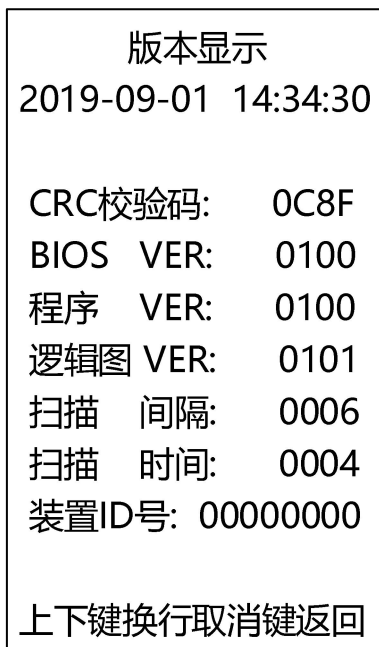 版本显示
2019-09-01 14:34:30
CRC校验码: 0C8F
BIOS VER: 0100
程序 VER: 0100
逻辑图 VER: 0101
扫描 间隔: 0006
扫描 时间: 0004
装置ID号: 00000000
上下键换行取消键返回